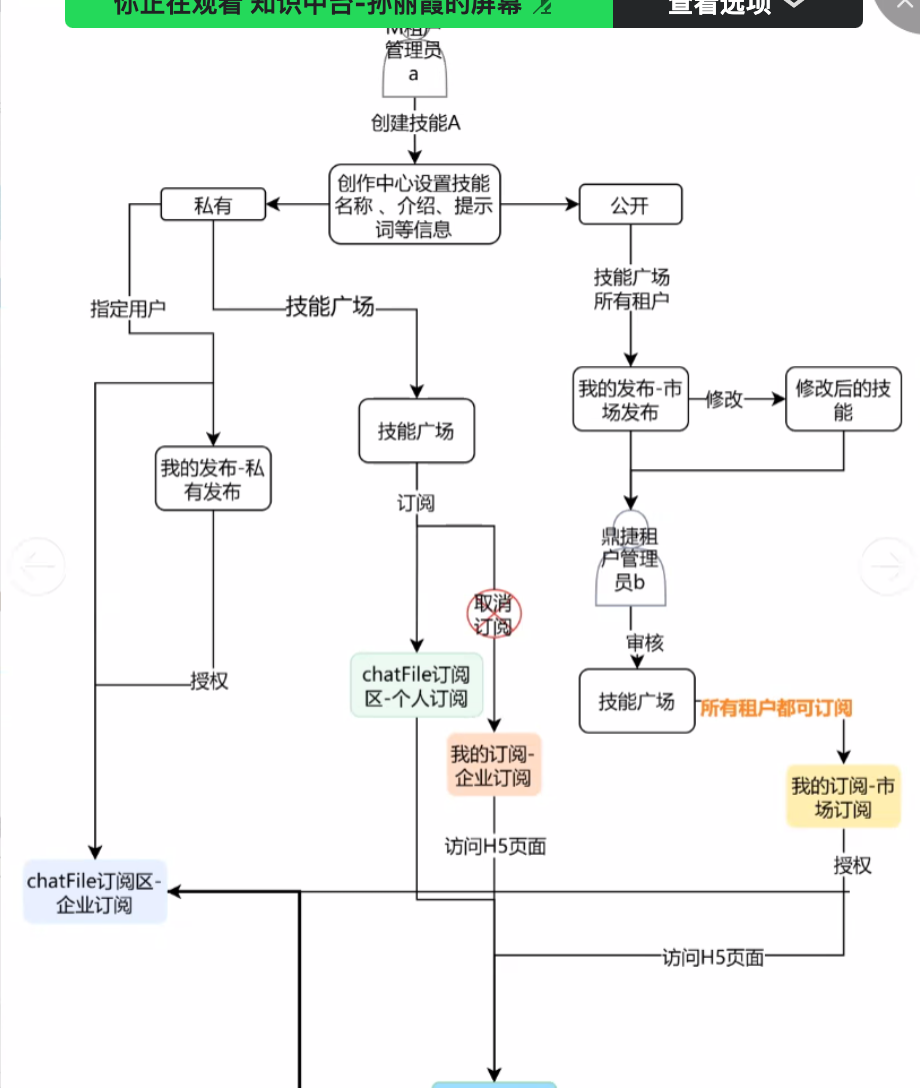 你正在观看 知识中台-孙丽霞的屏幕
查看选项
M租户
管理员
a
创建技能A
创作中心设置技能
名称 、介绍、提示
词等信息
私有
公开
技能广场
所有租户
指定用户
技能广场
我的发布-市
场发布
修改
修改后的技
能
技能广场
我的发布-私
有发布
订阅
鼎捷租
户管理
员b
取消
订阅
审核
chatFile订阅
区-个人订阅
授权
技能广场
所有租户都可订阅
我的订阅-
企业订阅
我的订阅-市
场订阅
访问H5页面
授权
chatFile订阅区-
企业订阅
访问H5页面